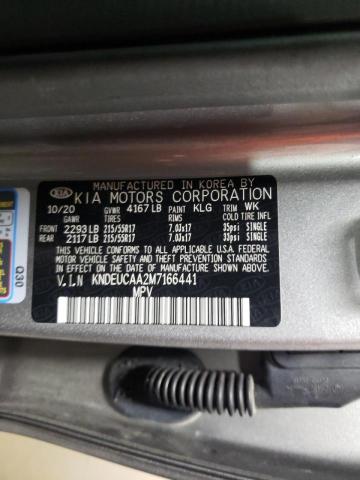 MANUFACTURED IN KOREA BY
KIA KIA MOTORS CORPORATION
10/20 GVWR 4167 LB PAINT KLG TRIM WK
GAWR TIRES RIMS COLD TIRE INFL.
FRONT 2293 LB 215/55R17 7.0Jx17 35psi SINGLE
REAR 2117 LB 215/55R17 7.0Jx17 33psi SINGLE
THIS VEHICLE CONFORMS TO ALL APPLICABLE U.S.A. FEDERAL
MOTOR VEHICLE SAFETY, BUMPER, AND THEFT PREVENTION
STANDARDS IN EFFECT ON THE DATE OF MANUFACTURE SHOWN ABOVE.
V.I.N KNDEUCAA2M7166441
MPV
Q30